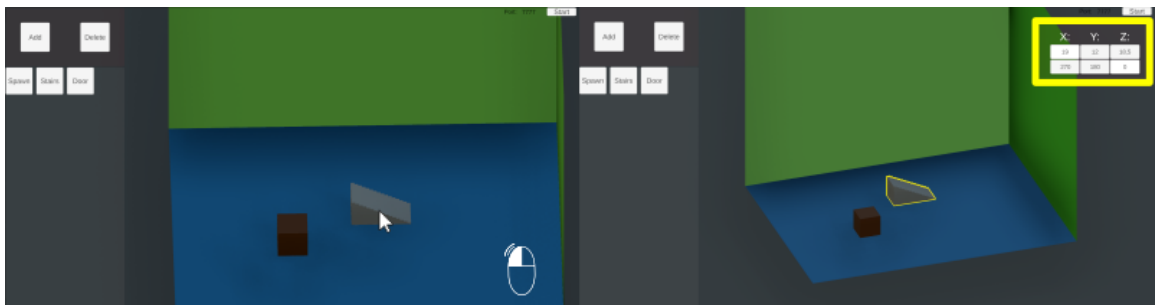 Start
Add
Delete
Spawn
Stairs
Door
Start
Add
Delete
Spawn
Stairs
Door
X: Y: Z:
10 12 10.5
270 180 0